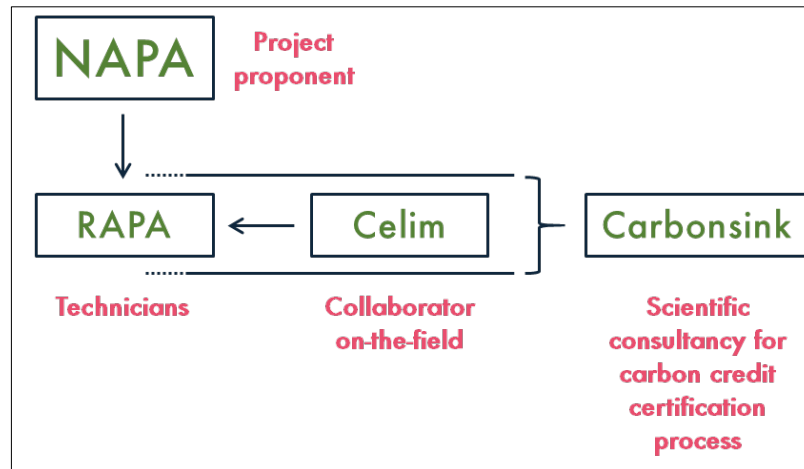 NAPA
Project
proponent
RAPA
Celim
Carbonsink
Technicians
Collaborator
on-the-field
Scientific
consultancy for
carbon credit
certification
process